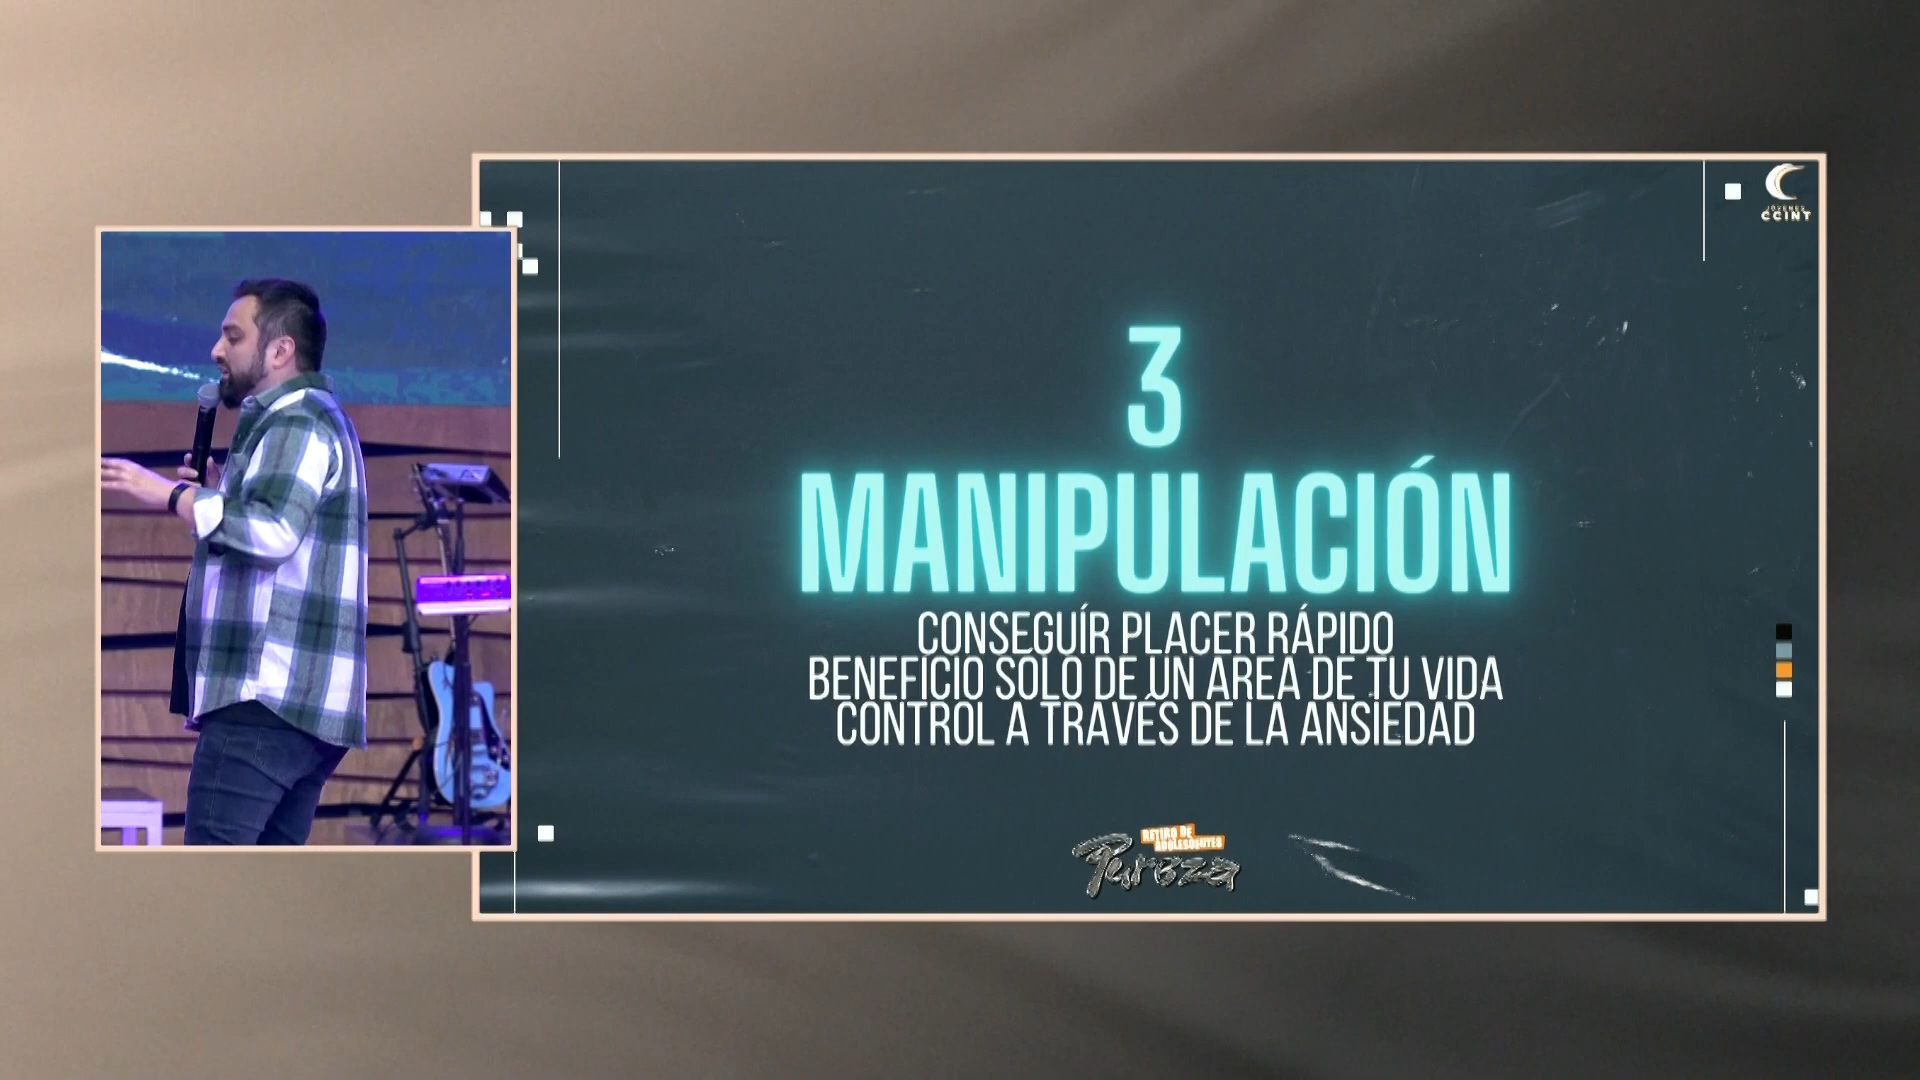 JÓVENES
CCINT
3
MANIPULACIÓN
CONSEGUÍR PLACER RÁPIDO
BENEFICIO SOLO DE UN AREA DE TU VIDA
CONTROL A TRAVÉS DE LA ANSIEDAD
RETIRO DE
ADOLESCENTES
Pureza